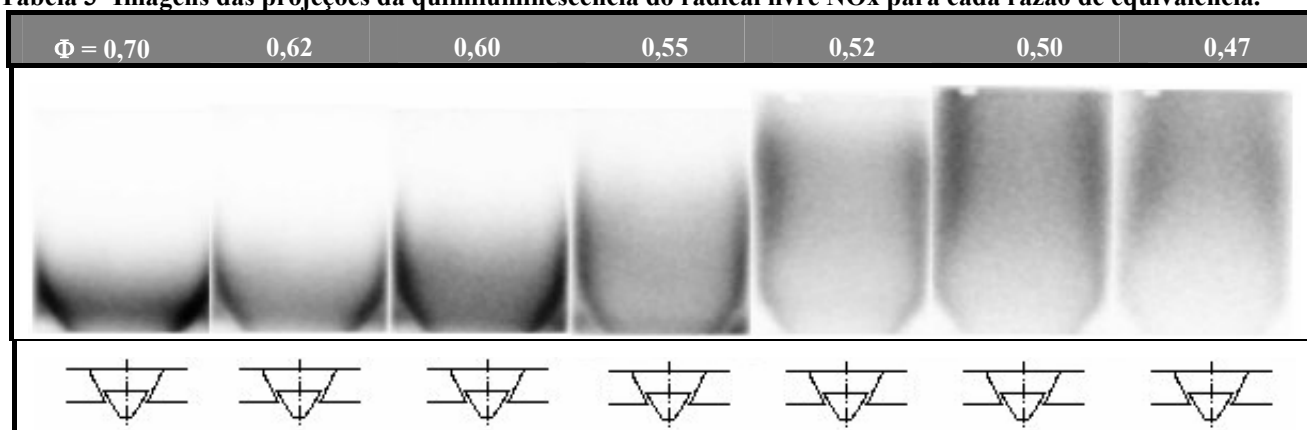 Tabela 3 Imagens das projeções da quimiluminescência do radical livre NOx para cada razão de equivalência.
Φ = 0,70 0,62 0,60 0,55 0,52 0,50 0,47